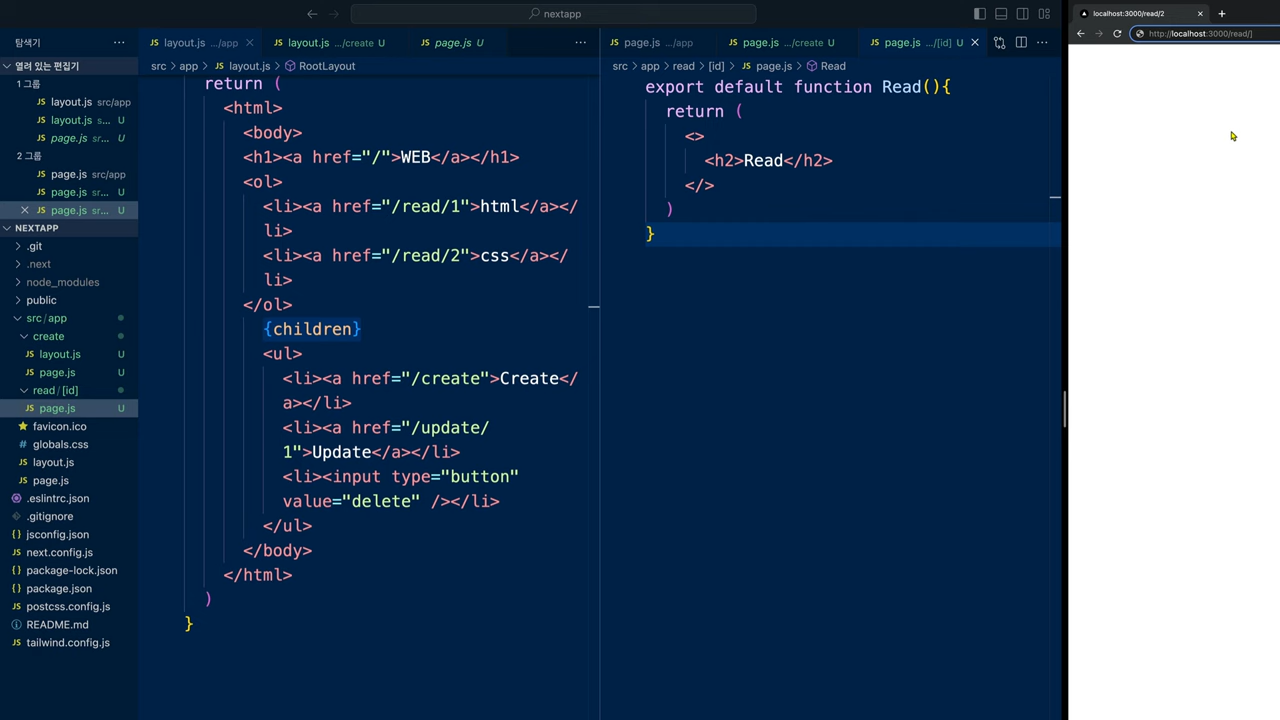 nextapp
localhost:3000/read/2
http://localhost:3000/read/]
탐색기
열려 있는 편집기
1 그룹
layout.js src/app
layout.js s... U
page.js sr... U
2 그룹
page.js src/app
page.js sr... U
page.js sr... U
NEXTAPP
.git
.next
node_modules
public
src/app
create
layout.js U
page.js U
read/[id]
page.js U
favicon.ico
globals.css
layout.js
page.js
.eslintrc.json
.gitignore
jsconfig.json
next.config.js
package-lock.json
package.json
postcss.config.js
README.md
tailwind.config.js
layout.js .../app
layout.js .../create U
page.js U
src app layout.js RootLayout
return (
<html>
<body>
<h1><a href="/">WEB</a></h1>
<ol>
<li><a href="/read/1">html</a></
li>
<li><a href="/read/2">css</a></
li>
</ol>
{children}
<ul>
<li><a href="/create">Create</
a></li>
<li><a href="/update/
1">Update</a></li>
<li><input type="button"
value="delete" /></li>
</ul>
</body>
</html>
)
}
page.js .../app
page.js .../create U
page.js .../[id] U
src app read [id] page.js Read
export default function Read(){
return (
<>
<h2>Read</h2>
</>
)
}